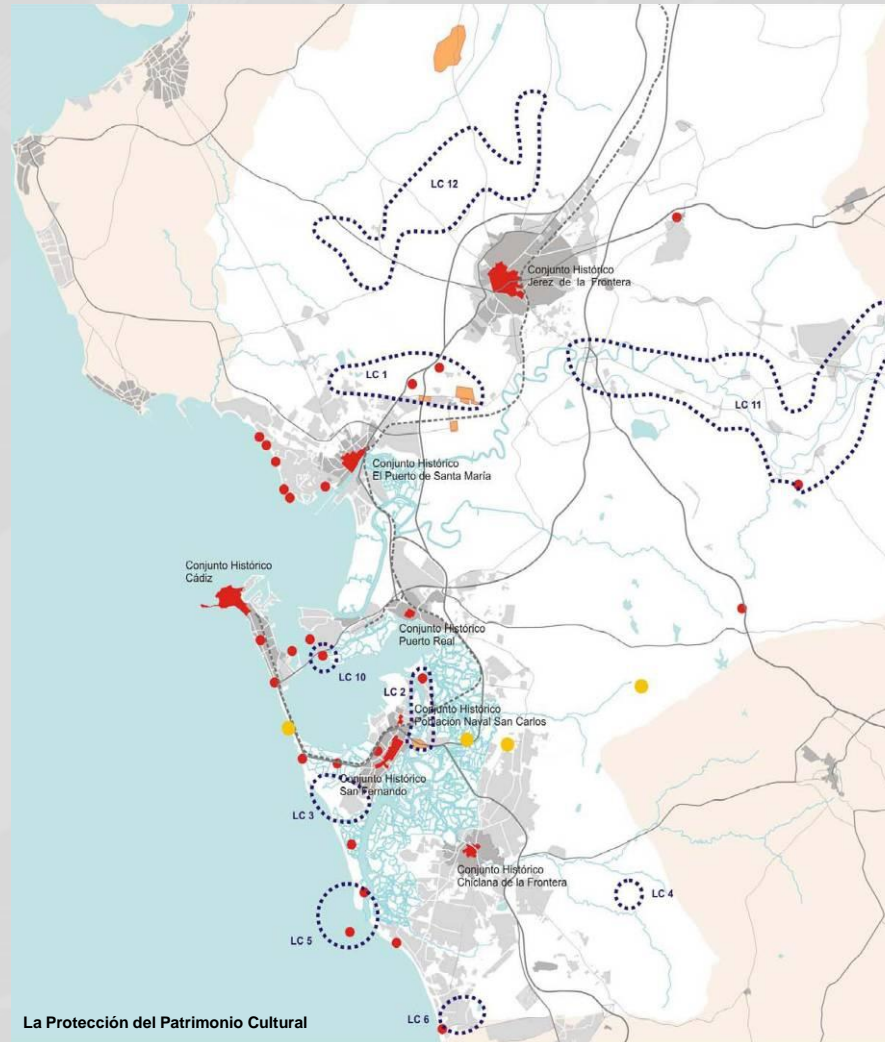 LC 12
Conjunto Histórico
Jerez de la Frontera
LC 1
LC 11
Conjunto Histórico
El Puerto de Santa María
Conjunto Histórico
Cádiz
Conjunto Histórico
Puerto Real
LC 10
LC 2
Conjunto Histórico
Población Naval San Carlos
Conjunto Histórico
San Fernando
LC 3
Conjunto Histórico
Chiclana de la Frontera
LC 4
LC 5
LC 6
La Protección del Patrimonio Cultural